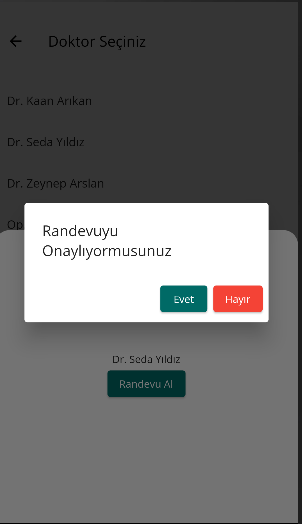 Doktor Seçiniz
Dr. Kaan Arıkan
Dr. Seda Yıldız
Dr. Zeynep Arslan
Op
Randevuyu
Onaylıyormusunuz
Evet
Hayır
Dr. Seda Yıldız
Randevu Al